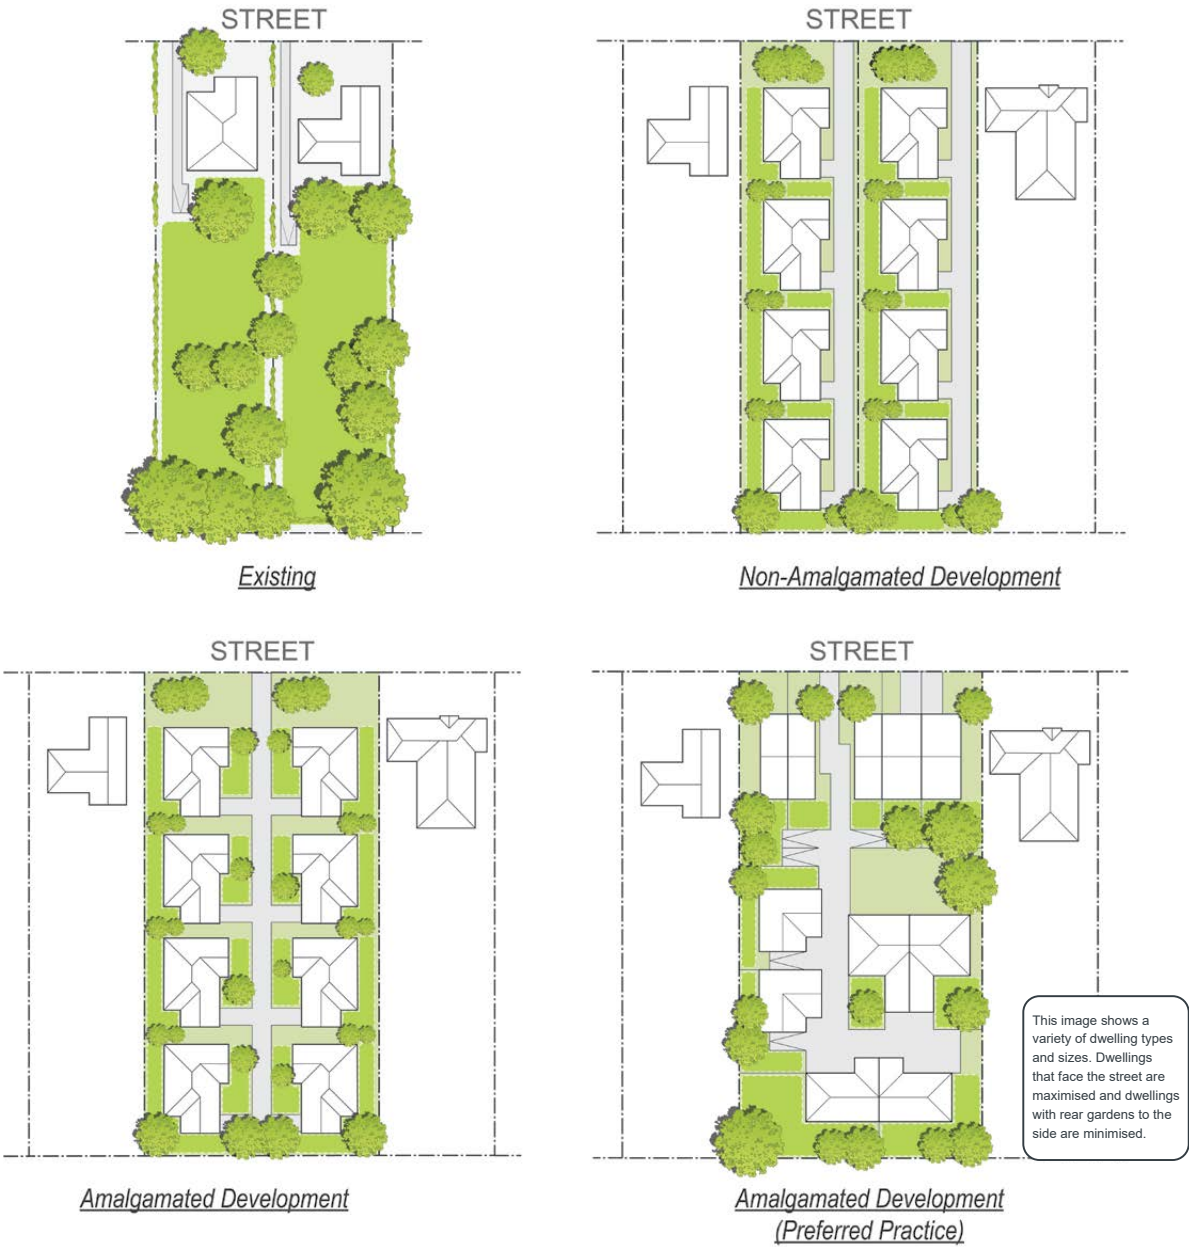 STREET
STREET
Existing
Non-Amalgamated Development
STREET
STREET
This image shows a
variety of dwelling types
and sizes. Dwellings
that face the street are
maximised and dwellings
with rear gardens to the
side are minimised.
Amalgamated Development
Amalgamated Development
(Preferred Practice)